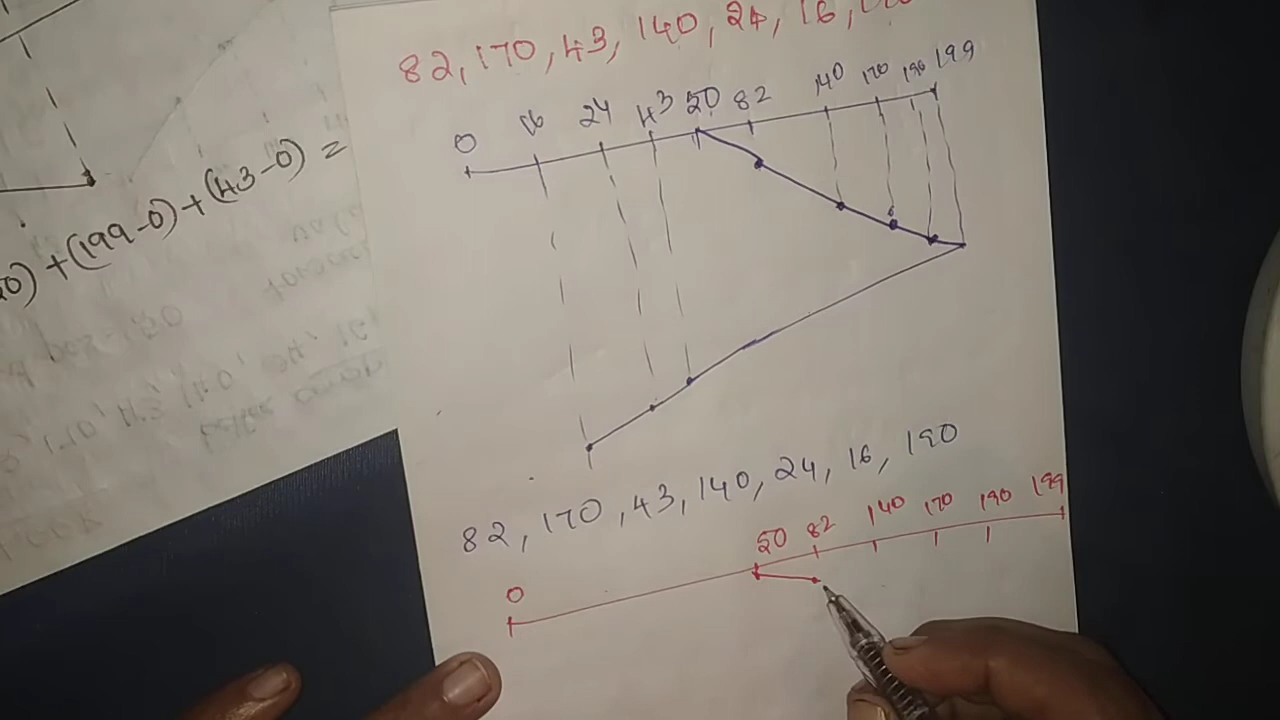 82, 170, 43, 140, 24, 16,
0 16 24 43 50 82 140 170 190 199
+(199-0)+(43-0) =
82, 170, 43, 140, 24, 16, 190
0 50 82 140 170 190 199